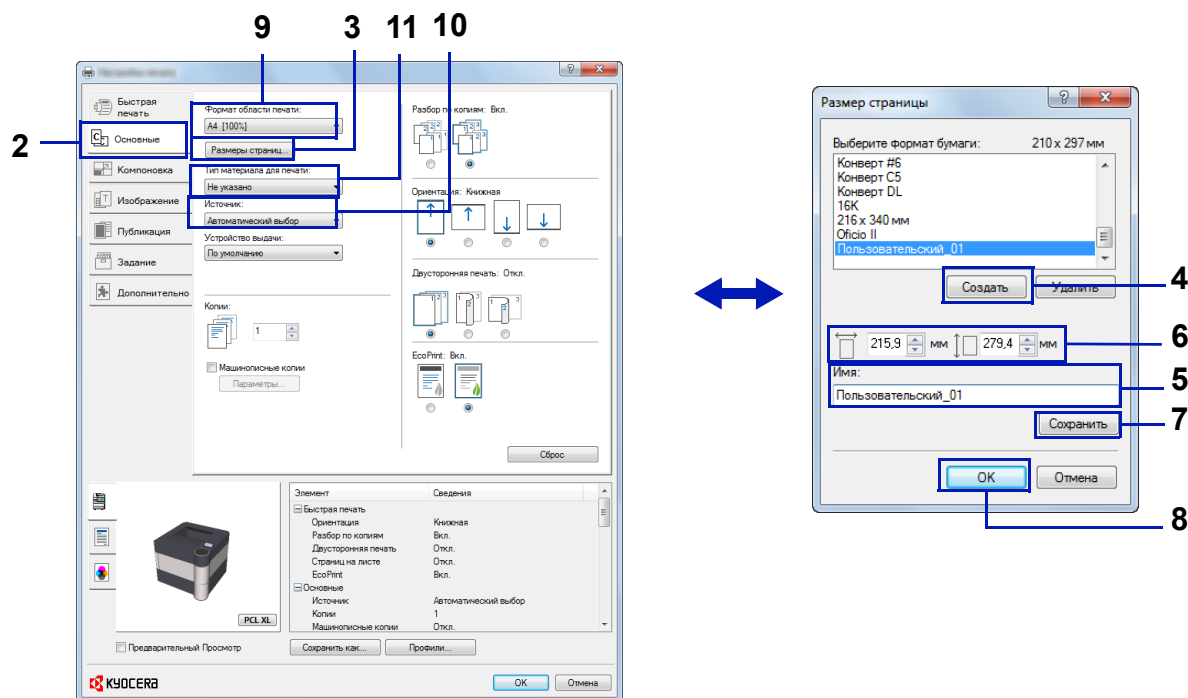 9
3
11
10
Быстрая печать
Основные
2
Компоновка
Изображение
Публикация
Задание
Дополнительно
Формат области печати:
A4 [100%]
Размеры страниц...
Тип материала для печати:
Не указано
Источник:
Автоматический выбор
Устройство выдачи:
По умолчанию
Копии:
1
Машинописные копии
Параметры...
Разбор по копиям: Вкл.
Ориентация: Книжная
Двусторонняя печать: Откл.
EcoPrint: Вкл.
Сброс
Элемент Сведения
Быстрая печать
Ориентация Книжная
Разбор по копиям Вкл.
Двусторонняя печать Откл.
Страниц на листе Откл.
EcoPrint Вкл.
Основные
Источник Автоматический выбор
Копии 1
Машинописные копии Откл.
PCL XL
Предварительный Просмотр
Сохранить как...
Профили...
KYOCERA
OK
Отмена
Размер страницы
Выберите формат бумаги: 210 x 297 мм
Конверт #6
Конверт C5
Конверт DL
16K
216 x 340 мм
Oficio II
Пользовательский_01
Создать
Удалить
4
215,9 мм 279,4 мм
6
Имя:
5
Пользовательский_01
Сохранить
7
OK
Отмена
8